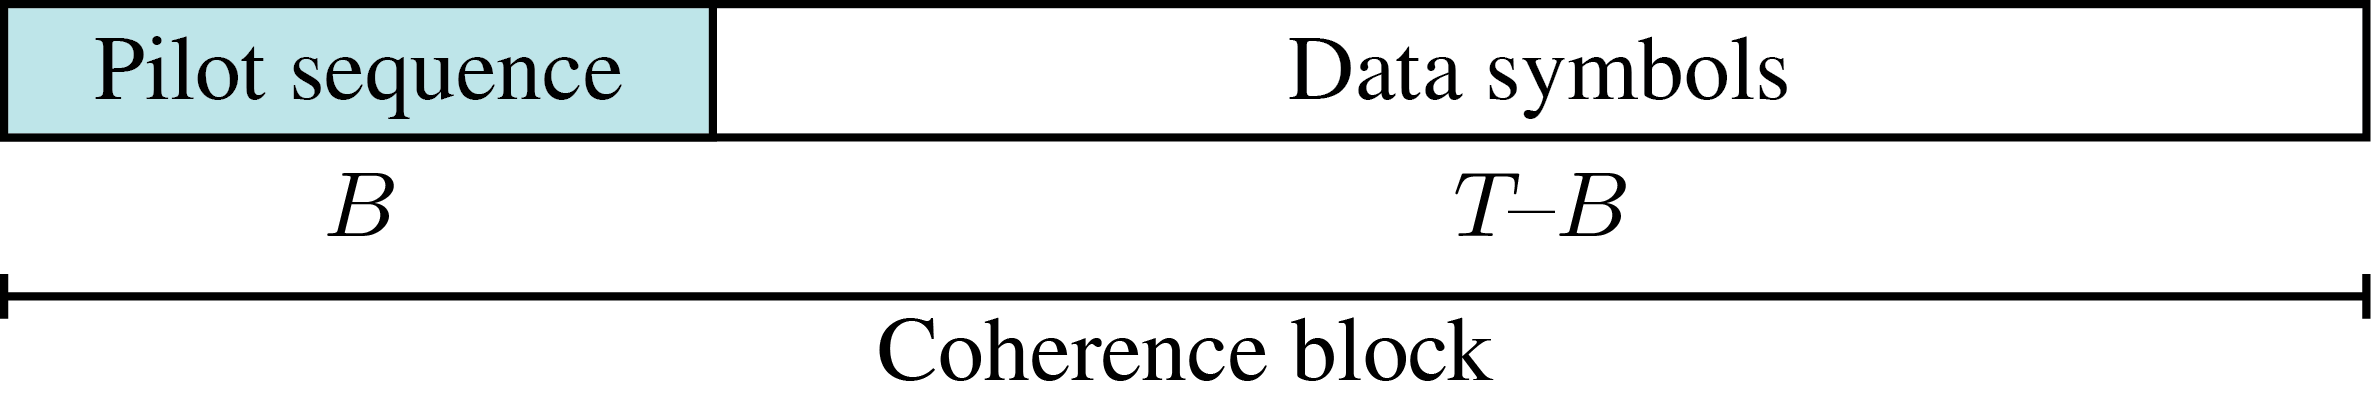 Pilot sequence Data symbols
B T–B
Coherence block